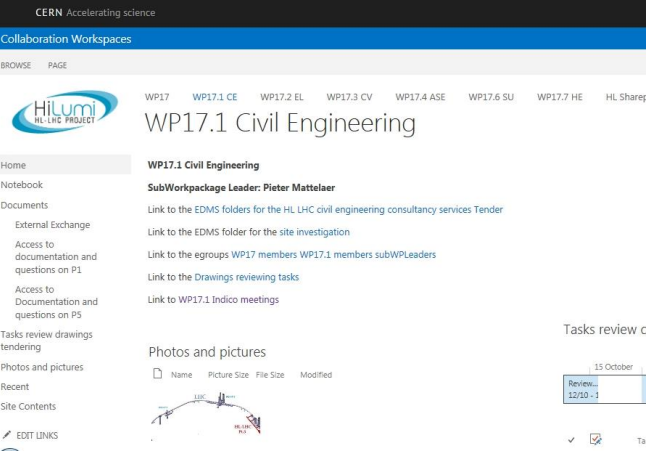 CERN Accelerating science
Collaboration Workspaces
BROWSE PAGE
HiLumi
HL-LHC PROJECT
WP17 WP17.1 CE WP17.2 EL WP17.3 CV WP17.4 ASE WP17.6 SU WP17.7 HE HL Sharep
WP17.1 Civil Engineering
Home
Notebook
Documents
External Exchange
Access to
documentation and
questions on P1
Access to
Documentation and
questions on P5
Tasks review drawings
tendering
Photos and pictures
Recent
Site Contents
EDIT LINKS
WP17.1 Civil Engineering
SubWorkpackage Leader: Pieter Mattelaer
Link to the EDMS folders for the HL LHC civil engineering consultancy services Tender
Link to the EDMS folder for the site investigation
Link to the egroups WP17 members WP17.1 members subWPLeaders
Link to the Drawings reviewing tasks
Link to WP17.1 Indico meetings
Photos and pictures
Name Picture Size File Size Modified
LHC
HL-LHC
Tasks review
15 October
Review...
12/10 - 1
Ta